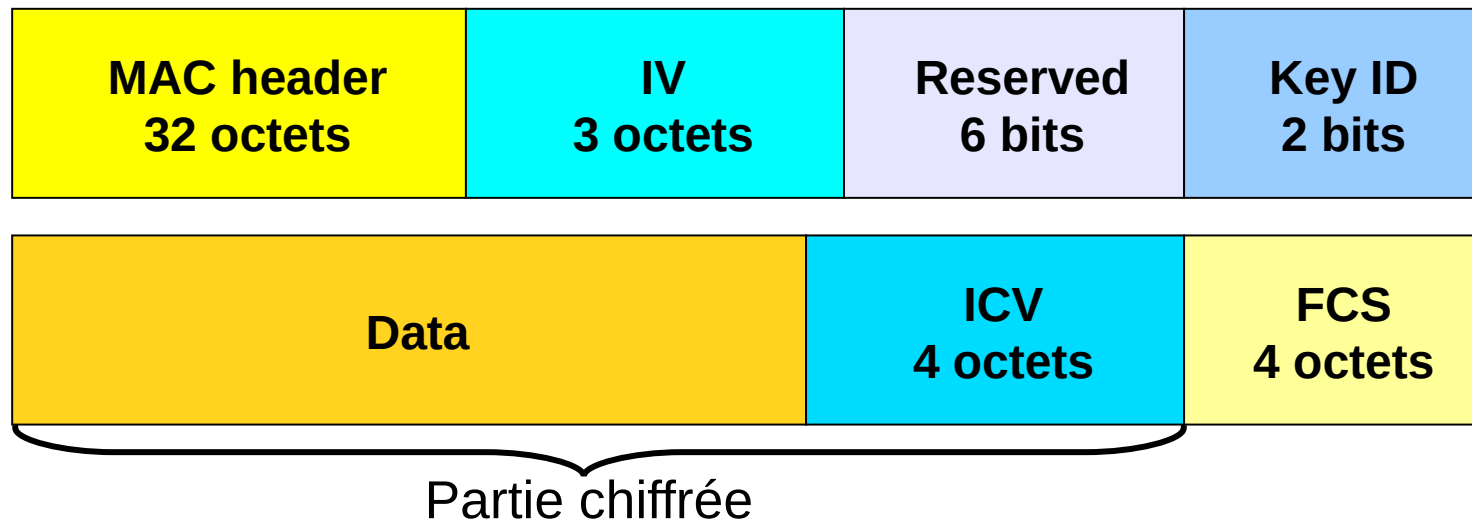 MAC header
32 octets
IV
3 octets
Reserved
6 bits
Key ID
2 bits
Data
ICV
4 octets
FCS
4 octets
Partie chiffrée